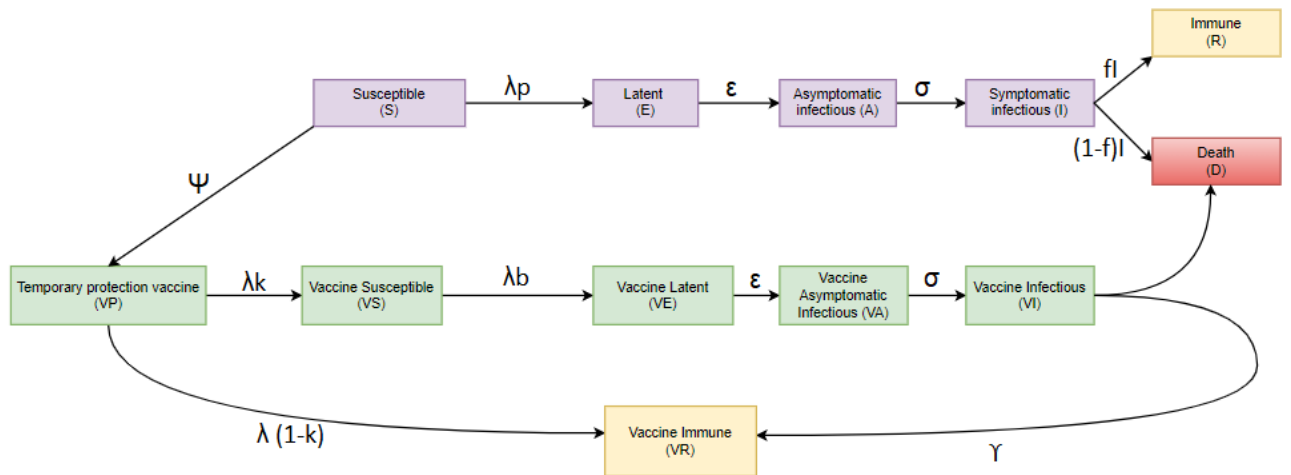 Immune
(R)
fI
Susceptible
(S)
λp
Latent
(E)
ε
Asymptomatic
infectious (A)
σ
Symptomatic
infectious (I)
(1-f)I
Death
(D)
Ψ
Temporary protection vaccine
(VP)
λk
Vaccine Susceptible
(VS)
λb
Vaccine Latent
(VE)
ε
Vaccine
Asymptomatic
Infectious (VA)
σ
Vaccine Infectious
(VI)
λ (1-k)
Vaccine Immune
(VR)
ϒ